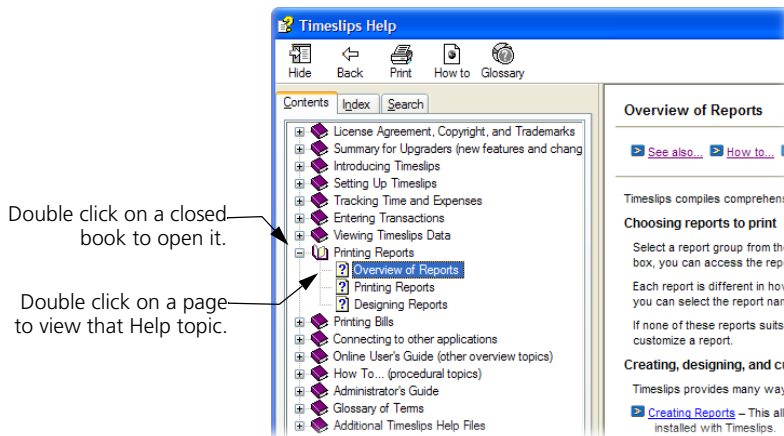 Timeslips Help
Hide Back Print How to Glossary
Contents Index Search
License Agreement, Copyright, and Trademarks
Summary for Upgraders (new features and chang
Introducing Timeslips
Setting Up Timeslips
Tracking Time and Expenses
Entering Transactions
Viewing Timeslips Data
Printing Reports
Overview of Reports
Printing Reports
Designing Reports
Printing Bills
Connecting to other applications
Online User's Guide (other overview topics)
How To... (procedural topics)
Administrator's Guide
Glossary of Terms
Additional Timeslips Help Files
Double click on a closed
book to open it.
Double click on a page
to view that Help topic.
Overview of Reports
See also... How to...
Timeslips compiles comprehens
Choosing reports to print
Select a report group from the
box, you can access the rep
Each report is different in how
you can select the report nam
If none of these reports suits
customize a report.
Creating, designing, and cu
Timeslips provides many way
Creating Reports – This all
installed with Timeslips.